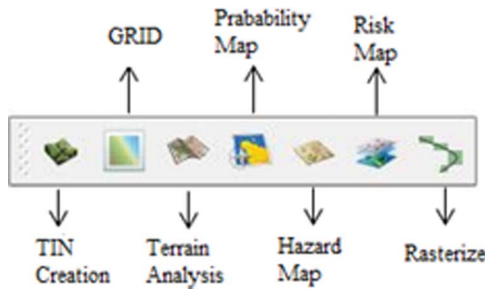 GRID
Prabability
Map
Risk
Map
TIN
Creation
Terrain
Analysis
Hazard
Map
Rasterize